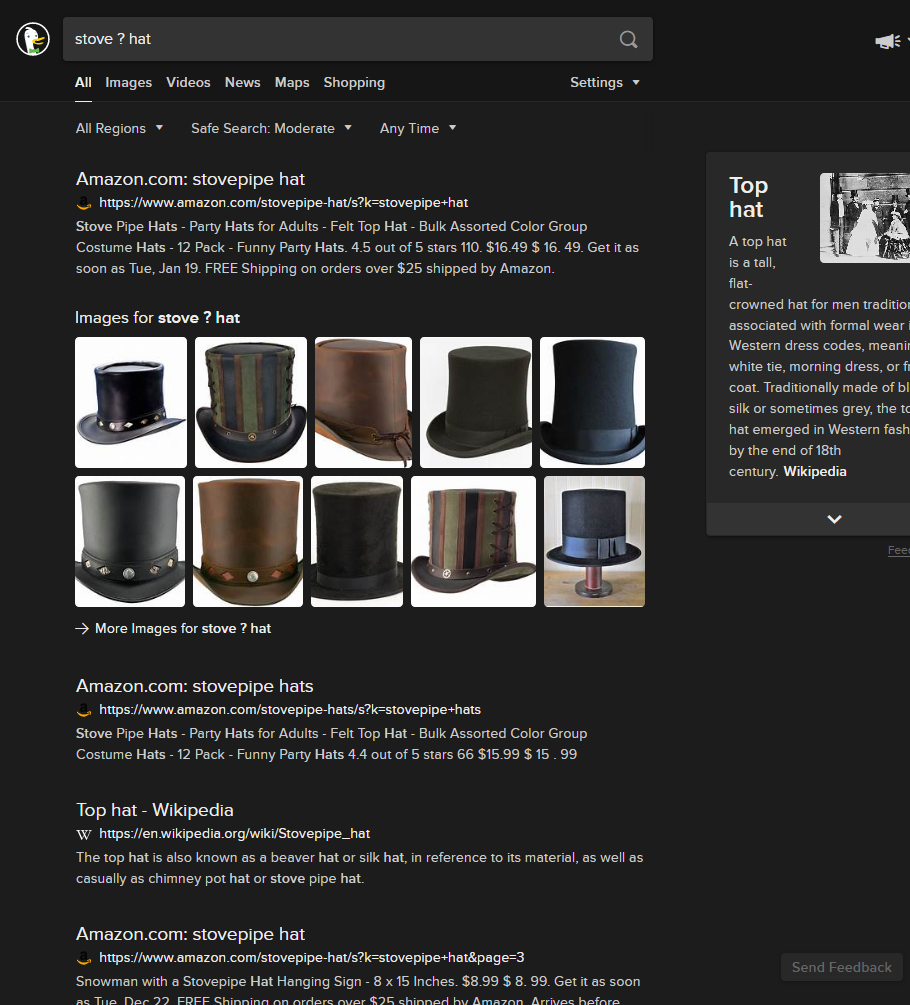 stove ? hat
All Images Videos News Maps Shopping Settings
All Regions Safe Search: Moderate Any Time
Amazon.com: stovepipe hat
https://www.amazon.com/stovepipe-hat/s?k=stovepipe+hat
Stove Pipe Hats - Party Hats for Adults - Felt Top Hat - Bulk Assorted Color Group
Costume Hats - 12 Pack - Funny Party Hats. 4.5 out of 5 stars 110. $16.49 $ 16. 49. Get it as
soon as Tue, Jan 19. FREE Shipping on orders over $25 shipped by Amazon.
Images for stove ? hat
More Images for stove ? hat
Amazon.com: stovepipe hats
https://www.amazon.com/stovepipe-hats/s?k=stovepipe+hats
Stove Pipe Hats - Party Hats for Adults - Felt Top Hat - Bulk Assorted Color Group
Costume Hats - 12 Pack - Funny Party Hats 4.4 out of 5 stars 66 $15.99 $ 15 . 99
Top hat - Wikipedia
W https://en.wikipedia.org/wiki/Stovepipe_hat
The top hat is also known as a beaver hat or silk hat, in reference to its material, as well as
casually as chimney pot hat or stove pipe hat.
Amazon.com: stovepipe hat
https://www.amazon.com/stovepipe-hat/s?k=stovepipe+hat&page=3
Snowman with a Stovepipe Hat Hanging Sign - 8 x 15 Inches. $8.99 $ 8. 99. Get it as soon
as Tue, Dec 22. FREE Shipping on orders over $25 shipped by Amazon. Arrives before
Top
hat
A top hat
is a tall,
flat-
crowned hat for men tradition
associated with formal wear i
Western dress codes, meanin
white tie, morning dress, or fr
coat. Traditionally made of bl
silk or sometimes grey, the to
hat emerged in Western fash
by the end of 18th
century. Wikipedia
Feed
Send Feedback